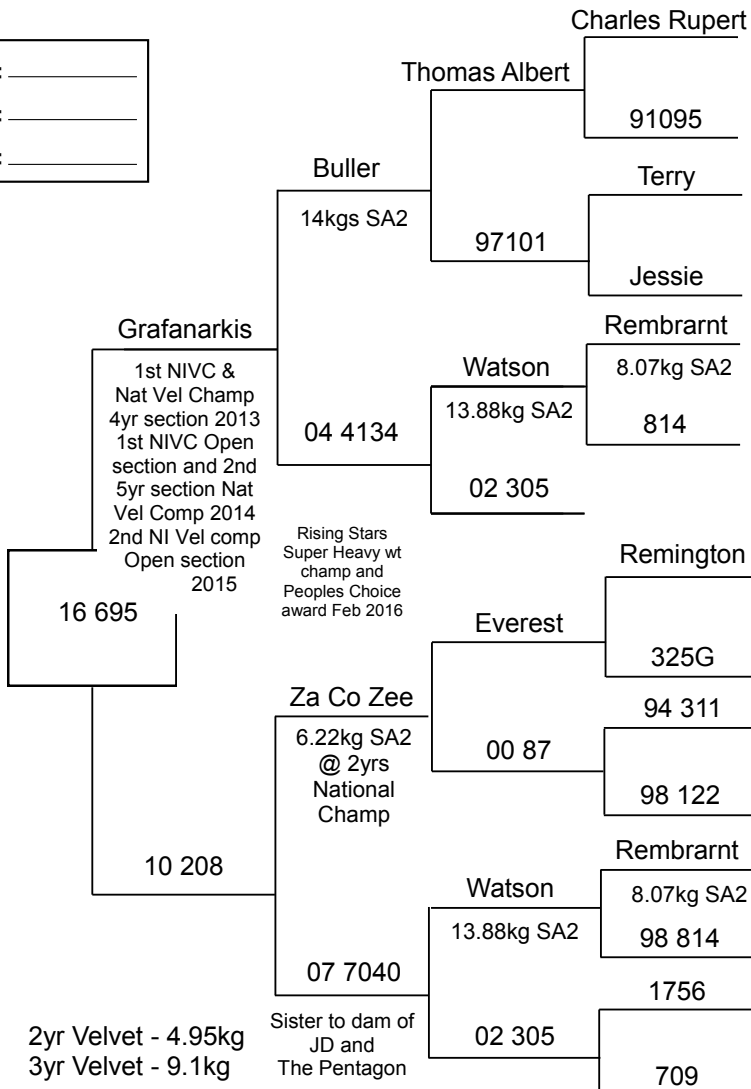 :
:
:
Charles Rupert
Thomas Albert
91095
Buller
14kgs SA2
Terry
97101
Jessie
Grafanarkis
1st NIVC &
Nat Vel Champ
4yr section 2013
1st NIVC Open
section and 2nd
5yr section Nat
Vel Comp 2014
2nd NI Vel comp
Open section
2015
Rembrarnt
8.07kg SA2
Watson
13.88kg SA2
814
04 4134
02 305
Rising Stars
Super Heavy wt
champ and
Peoples Choice
award Feb 2016
16 695
Remington
Everest
325G
Za Co Zee
6.22kg SA2
@ 2yrs
National
Champ
94 311
00 87
98 122
10 208
Rembrarnt
8.07kg SA2
Watson
13.88kg SA2
98 814
07 7040
Sister to dam of
JD and
The Pentagon
1756
02 305
709
2yr Velvet - 4.95kg
3yr Velvet - 9.1kg